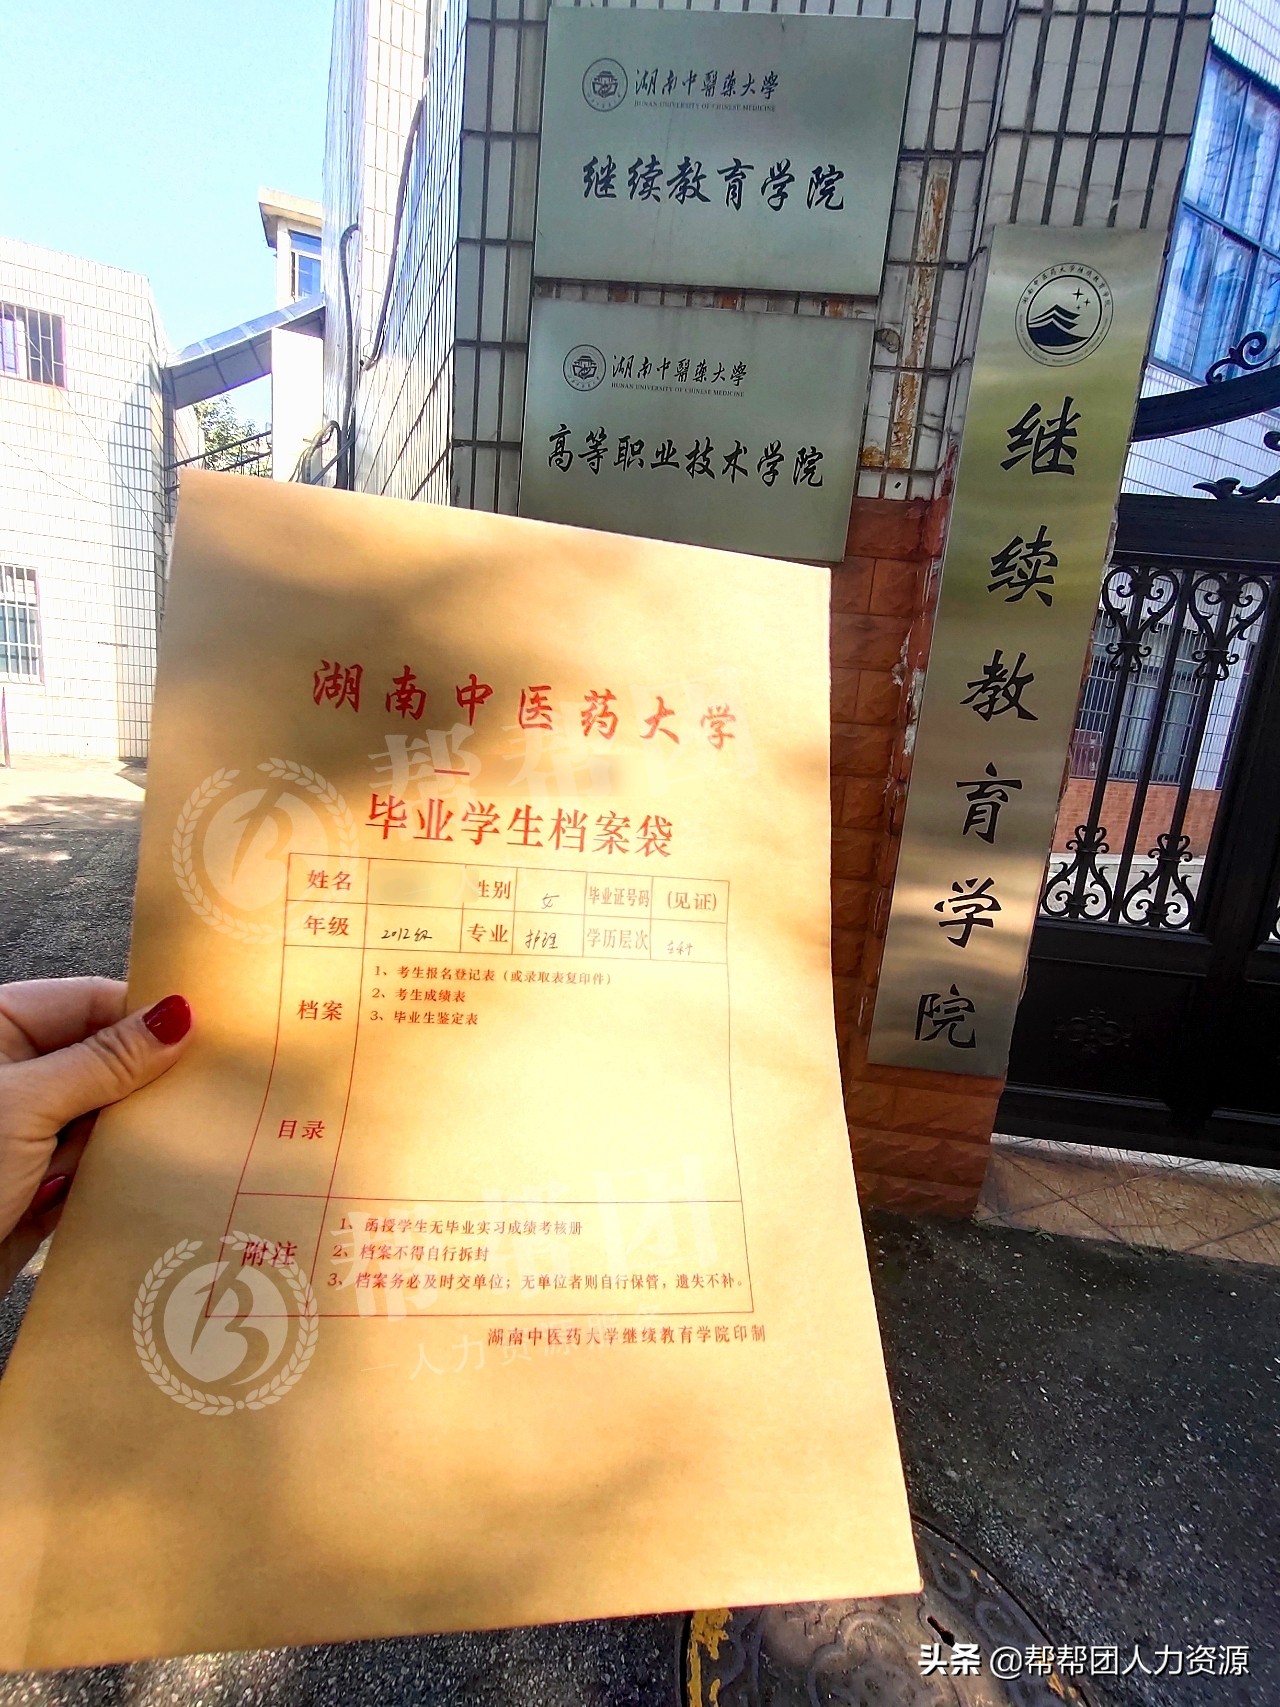 湖南中醫藥大學
HUNAN UNIVERSITY OF CHINESE MEDICINE
继续教育学院
湖南中醫藥大學
HUNAN UNIVERSITY OF CHINESE MEDICINE
高等职业技术学院
继续教育学院
湖南中医药大学
毕业学生档案袋
姓名 性别 女 毕业证号码 (见证)
年级 2012级 专业 护理 学历层次 专科
档案目录
1、考生报名登记表（或录取表复印件）
2、考生成绩表
3、毕业生鉴定表
附注
1、函授学生无毕业实习成绩考核册
2、档案不得自行拆封
3、档案务必及时交单位；无单位者则自行保管，遗失不补。
湖南中医药大学继续教育学院印制
帮帮团
帮帮团
一人力资源
头条 @帮帮团人力资源